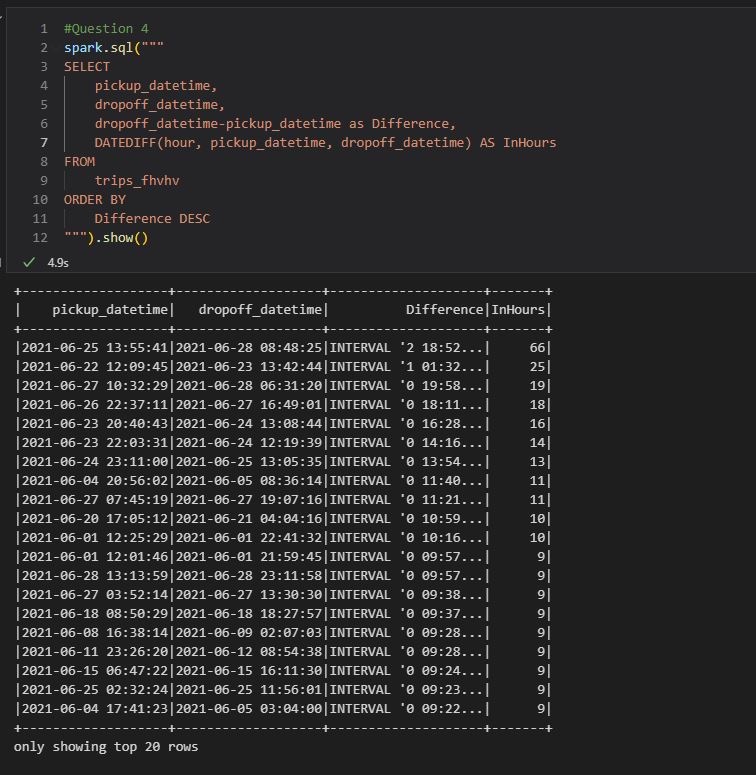 1 #Question 4
2 spark.sql("""
3 SELECT
4     pickup_datetime,
5     dropoff_datetime,
6     dropoff_datetime-pickup_datetime as Difference,
7     DATEDIFF(hour, pickup_datetime, dropoff_datetime) AS InHours
8 FROM
9     trips_fhvhv
10 ORDER BY
11     Difference DESC
12 """).show()
4.9s
+-------------------+-------------------+--------------------+-------+
|    pickup_datetime|   dropoff_datetime|          Difference|InHours|
+-------------------+-------------------+--------------------+-------+
|2021-06-25 13:55:41|2021-06-28 08:48:25|INTERVAL '2 18:52...|     66|
|2021-06-22 12:09:45|2021-06-23 13:42:44|INTERVAL '1 01:32...|     25|
|2021-06-27 10:32:29|2021-06-28 06:31:20|INTERVAL '0 19:58...|     19|
|2021-06-26 22:37:11|2021-06-27 16:49:01|INTERVAL '0 18:11...|     18|
|2021-06-23 20:40:43|2021-06-24 13:08:44|INTERVAL '0 16:28...|     16|
|2021-06-23 22:03:31|2021-06-24 12:19:39|INTERVAL '0 14:16...|     14|
|2021-06-24 23:11:00|2021-06-25 13:05:35|INTERVAL '0 13:54...|     13|
|2021-06-04 20:56:02|2021-06-05 08:36:14|INTERVAL '0 11:40...|     11|
|2021-06-27 07:45:19|2021-06-27 19:07:16|INTERVAL '0 11:21...|     11|
|2021-06-20 17:05:12|2021-06-21 04:04:16|INTERVAL '0 10:59...|     10|
|2021-06-01 12:25:29|2021-06-01 22:41:32|INTERVAL '0 10:16...|     10|
|2021-06-01 12:01:46|2021-06-01 21:59:45|INTERVAL '0 09:57...|      9|
|2021-06-28 13:13:59|2021-06-28 23:11:58|INTERVAL '0 09:57...|      9|
|2021-06-27 03:52:14|2021-06-27 13:30:30|INTERVAL '0 09:38...|      9|
|2021-06-18 08:50:29|2021-06-18 18:27:57|INTERVAL '0 09:37...|      9|
|2021-06-08 16:38:14|2021-06-09 02:07:03|INTERVAL '0 09:28...|      9|
|2021-06-11 23:26:20|2021-06-12 08:54:38|INTERVAL '0 09:28...|      9|
|2021-06-15 06:47:22|2021-06-15 16:11:30|INTERVAL '0 09:24...|      9|
|2021-06-25 02:32:24|2021-06-25 11:56:01|INTERVAL '0 09:23...|      9|
|2021-06-04 17:41:23|2021-06-05 03:04:00|INTERVAL '0 09:22...|      9|
+-------------------+-------------------+--------------------+-------+
only showing top 20 rows